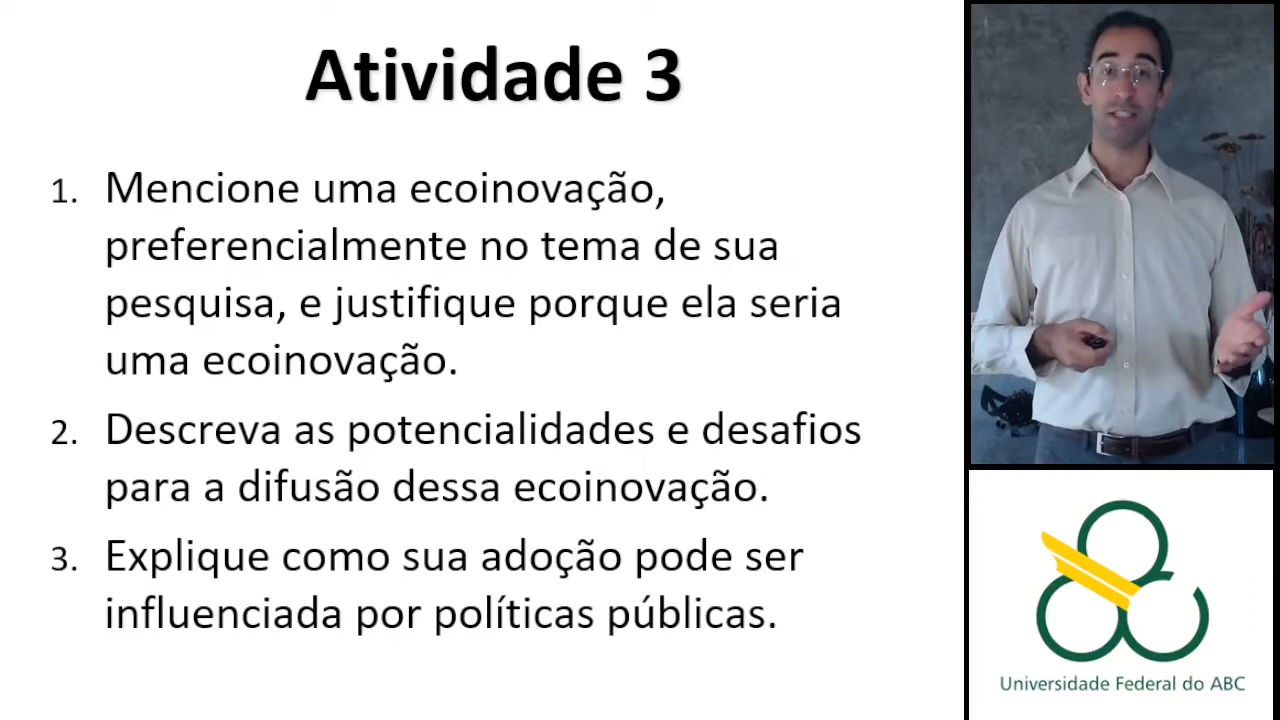 Atividade 3
1. Mencione uma ecoinovação,
preferencialmente no tema de sua
pesquisa, e justifique porque ela seria
uma ecoinovação.
2. Descreva as potencialidades e desafios
para a difusão dessa ecoinovação.
3. Explique como sua adoção pode ser
influenciada por políticas públicas.
Universidade Federal do ABC